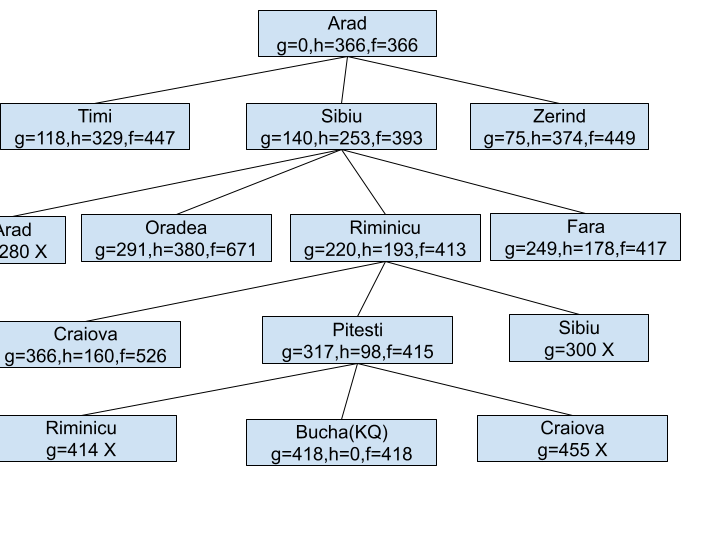 Arad
g=0,h=366,f=366
Timi
g=118,h=329,f=447
Sibiu
g=140,h=253,f=393
Zerind
g=75,h=374,f=449
Arad
280 X
Oradea
g=291,h=380,f=671
Riminicu
g=220,h=193,f=413
Fara
g=249,h=178,f=417
Craiova
g=366,h=160,f=526
Pitesti
g=317,h=98,f=415
Sibiu
g=300 X
Riminicu
g=414 X
Bucha(KQ)
g=418,h=0,f=418
Craiova
g=455 X